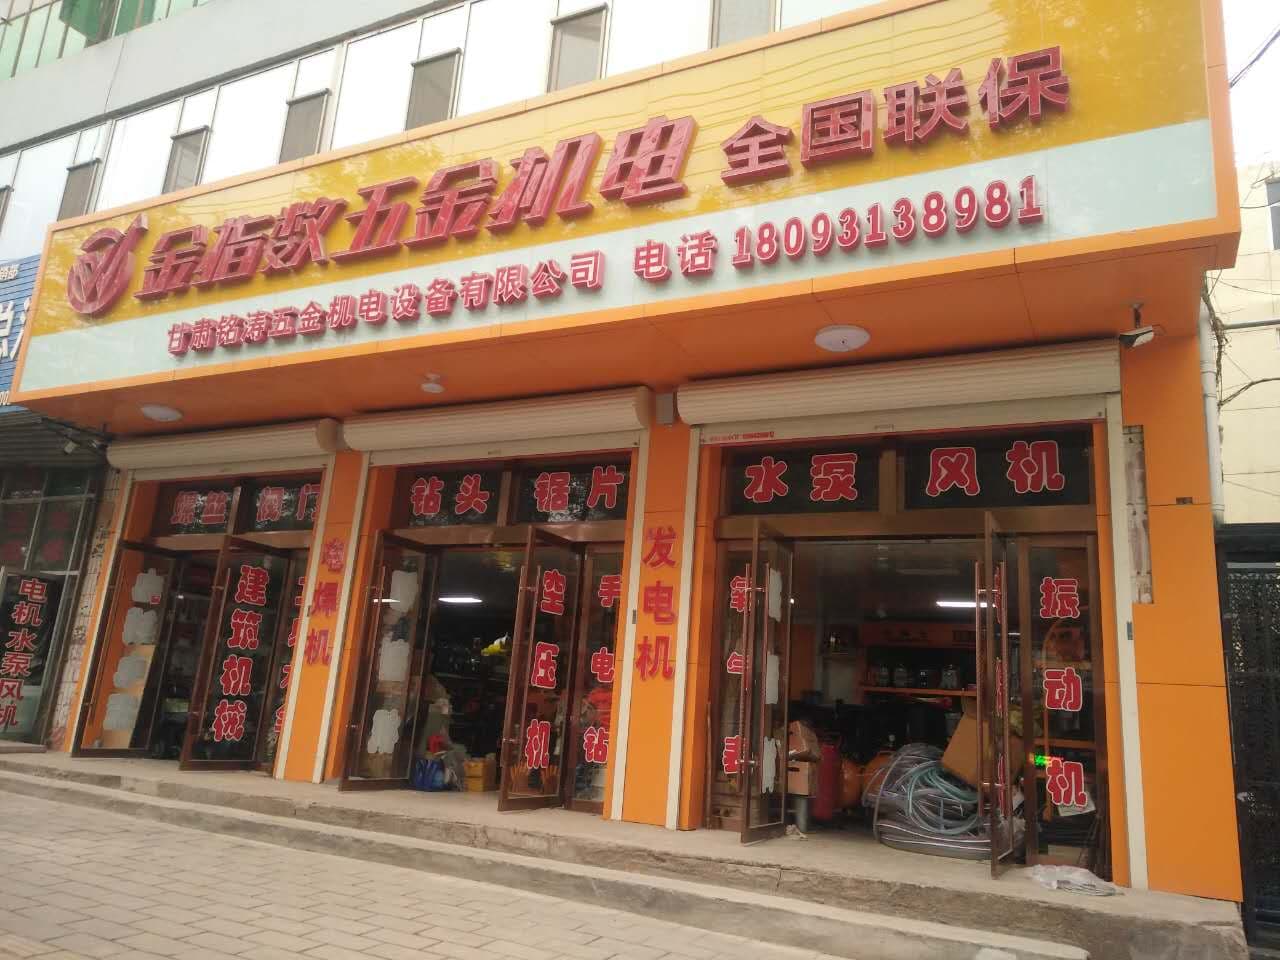 金指数五金机电 全国联保
甘肃铭涛五金机电设备有限公司 电话 18093138981
螺丝 阀门
钻头 锯片
水泵 风机
电焊机
发电机
建筑机械
空压机
手电钻
氧气表
振动机
电机水泵风机